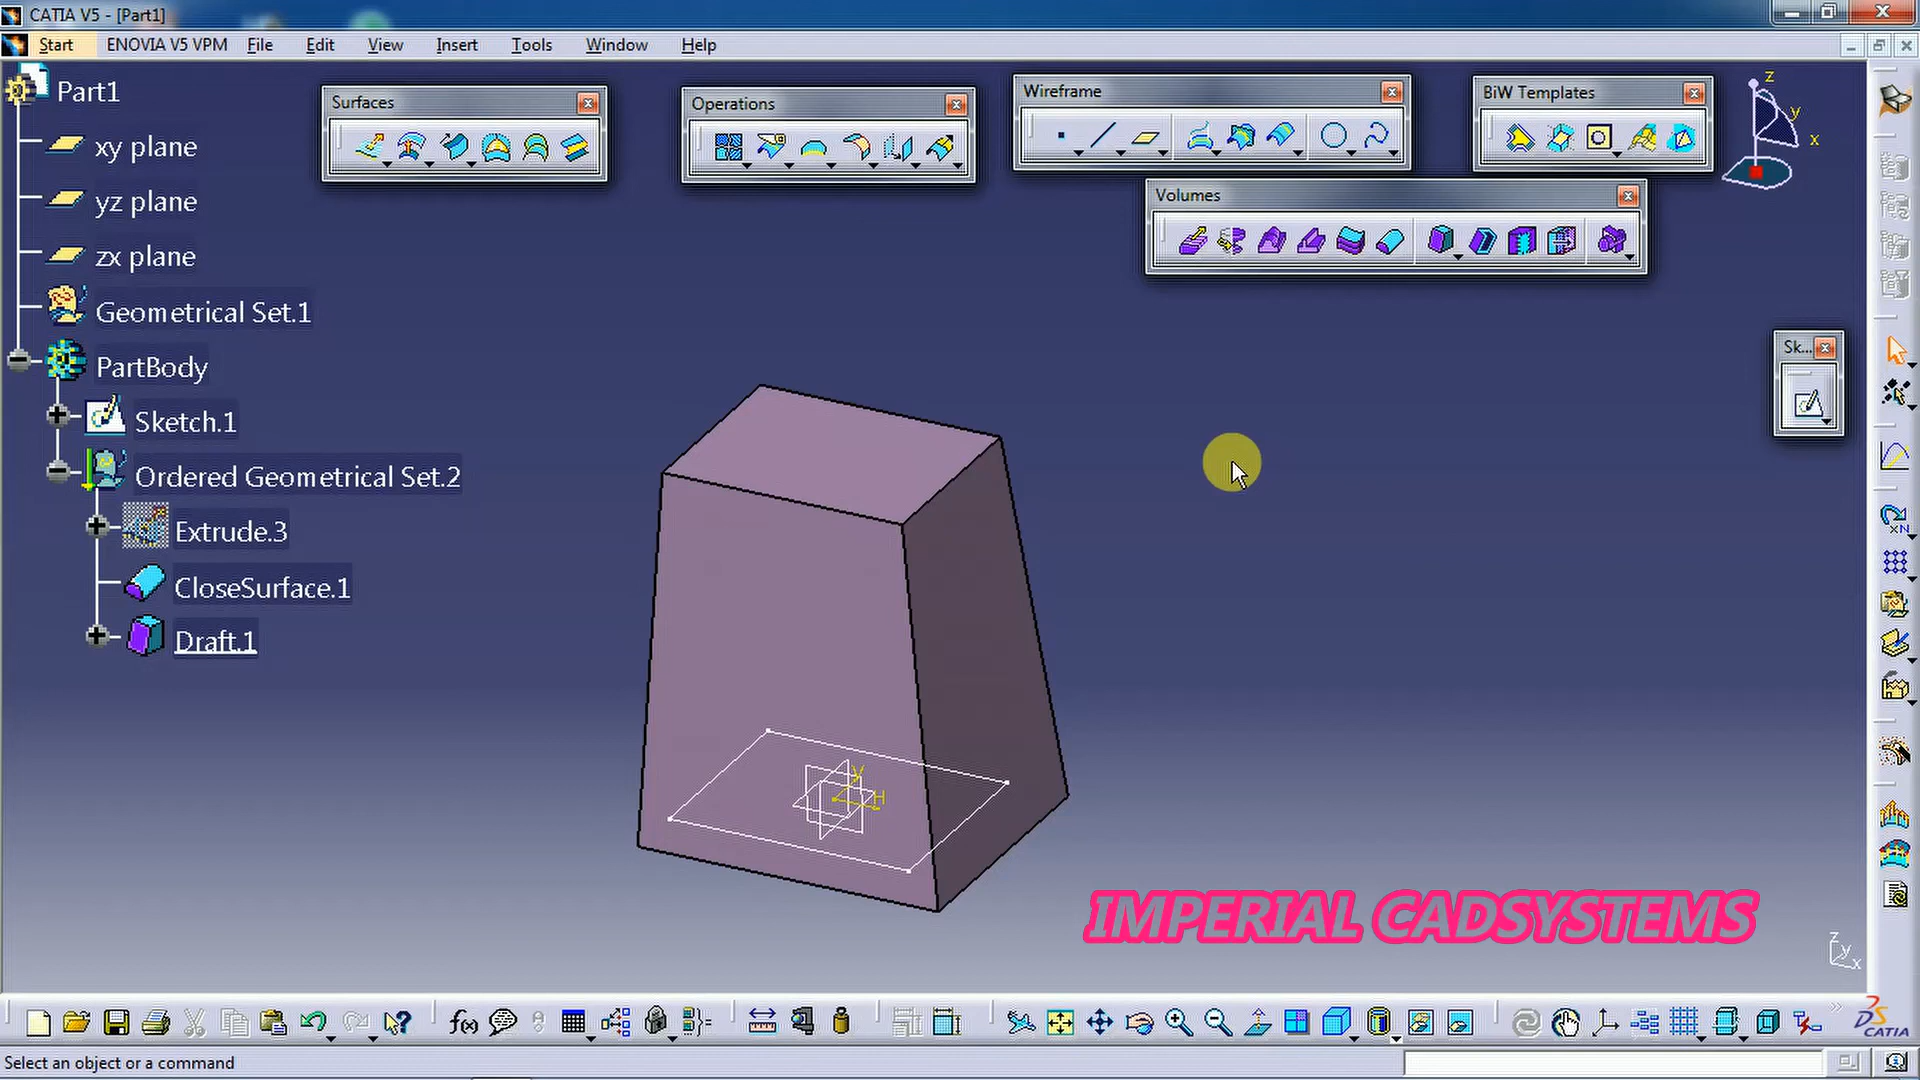 CATIA V5 - [Part1]
Start ENOVIA V5 VPM File Edit View Insert Tools Window Help
Part1
xy plane
yz plane
zx plane
Geometrical Set.1
PartBody
Sketch.1
Ordered Geometrical Set.2
Extrude.3
CloseSurface.1
Draft.1
Surfaces
Operations
Wireframe
BiW Templates
Volumes
Sk...
z
y
x
V
H
IMPERIAL CADSYSTEMS
z
y
x
f(x)
CATIA
Select an object or a command